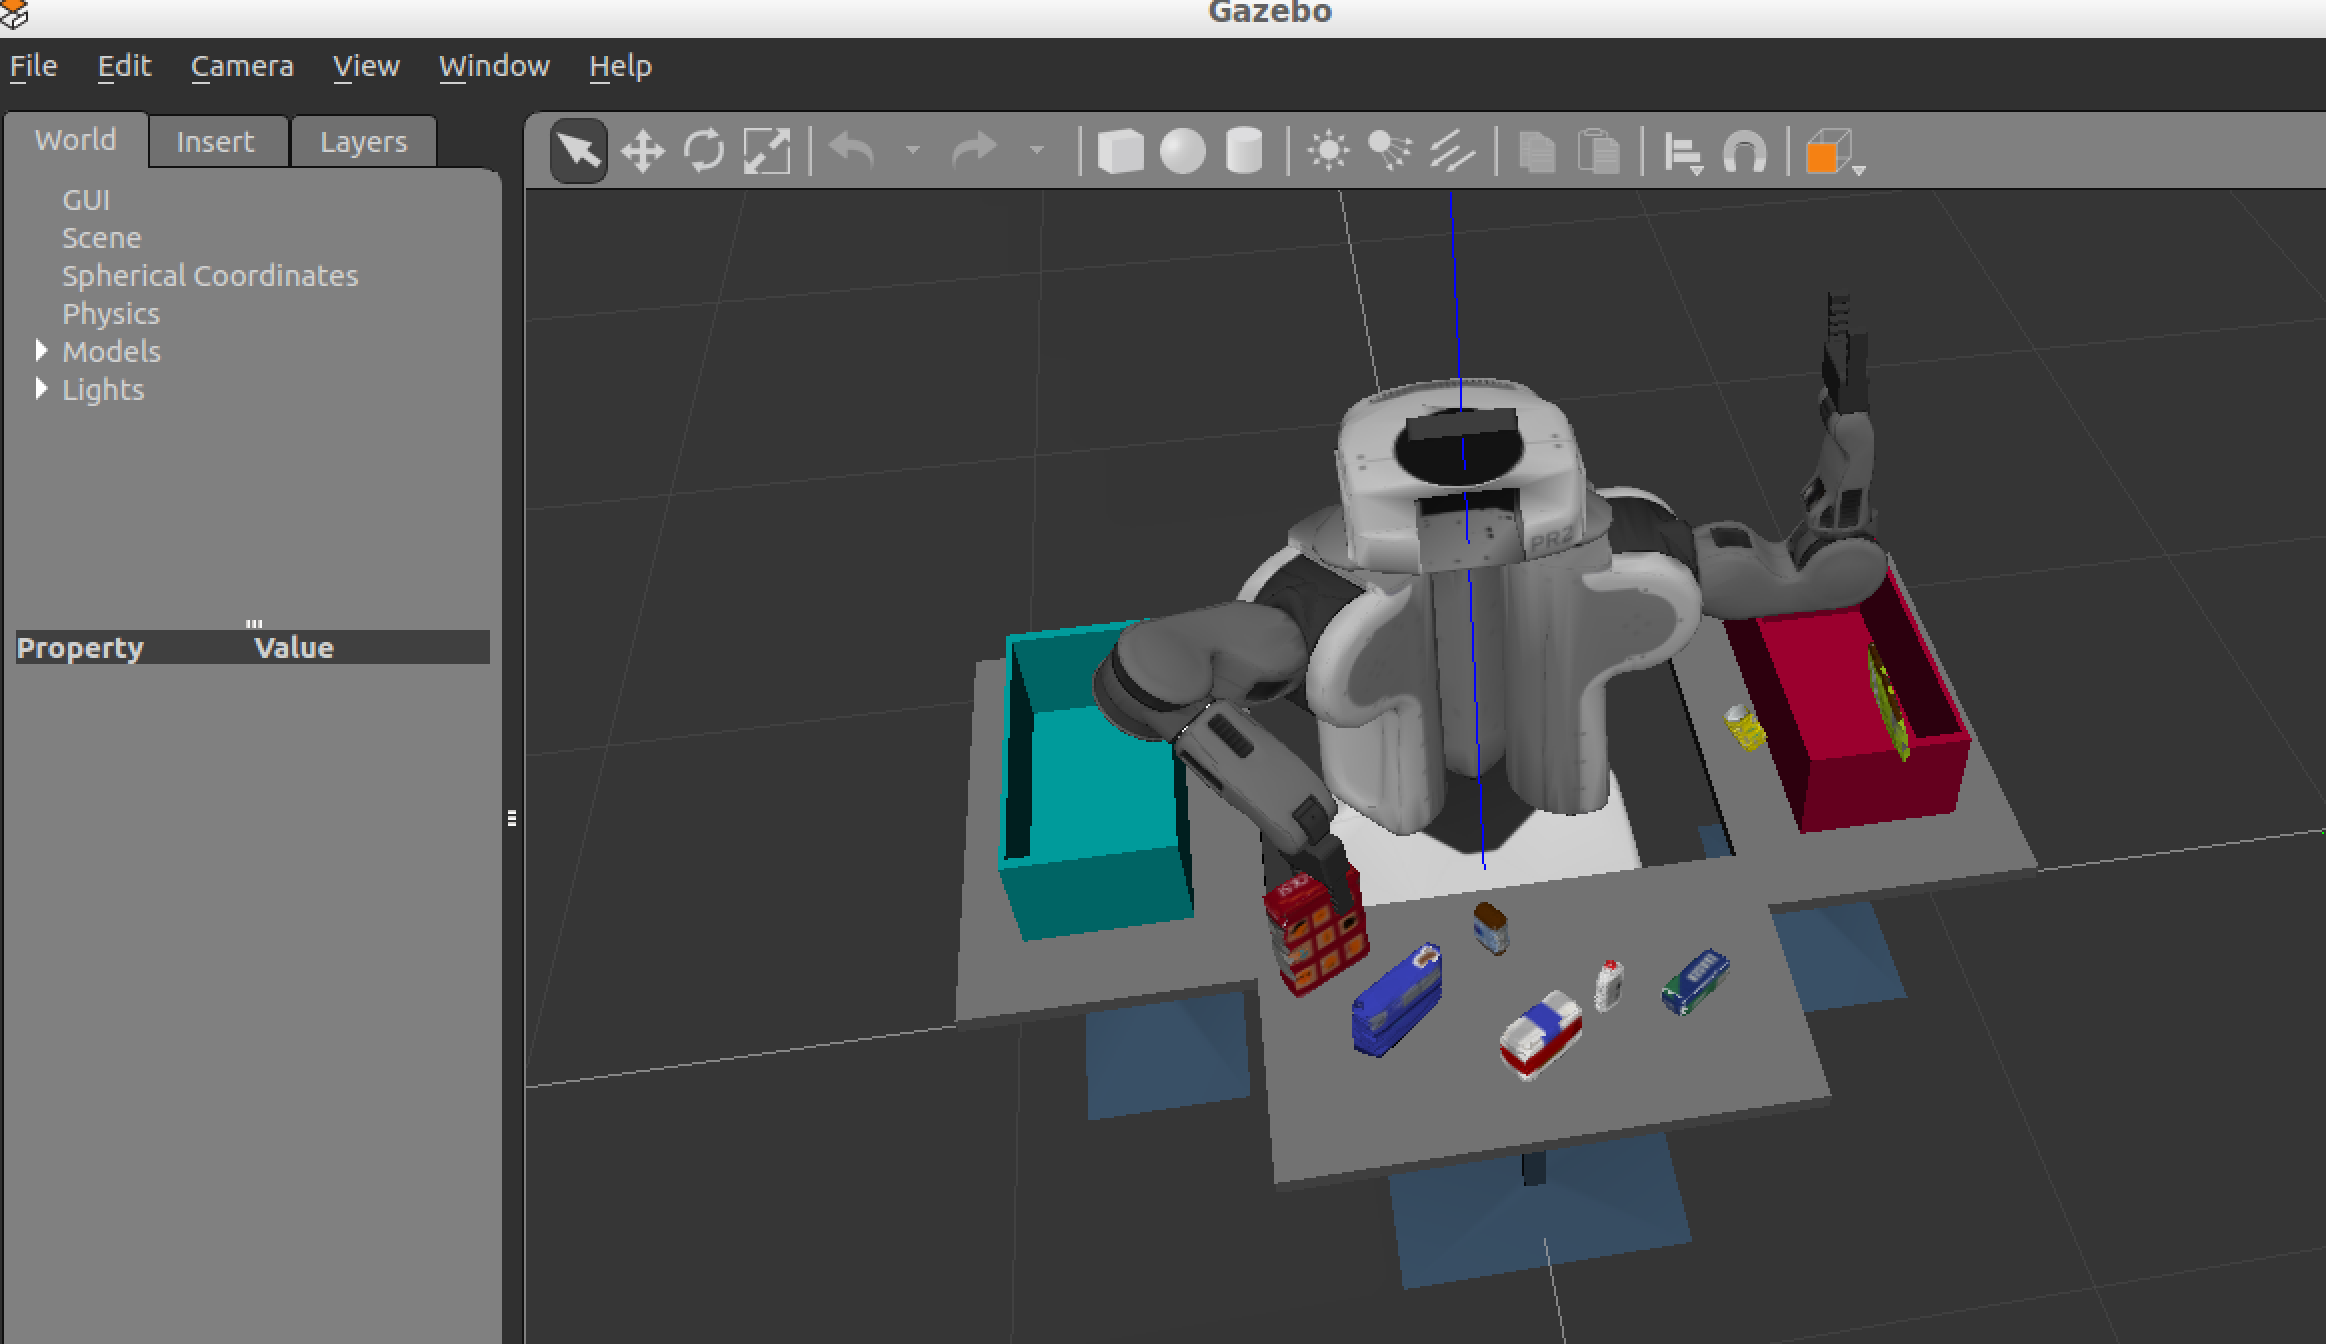 Gazebo
File Edit Camera View Window Help
World Insert Layers
GUI
Scene
Spherical Coordinates
Physics
Models
Lights
Property Value
PR2